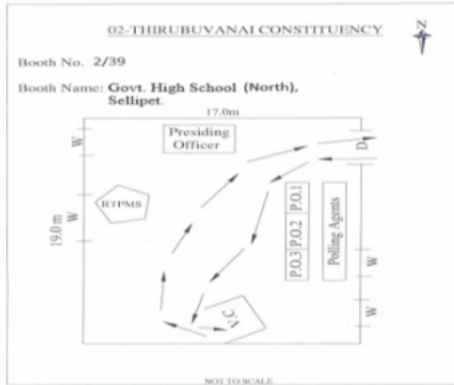 02-THIRUBUVANAI CONSTITUENCY
N
Booth No. 2/39
Booth Name: Govt. High School (North),
Sellipet.
17.0m
Presiding
Officer
W
D
RTPMS
W
19.0 m
P.O.1
P.O.2
P.O.3
Polling Agents
W
W
V.C
NOT TO SCALE